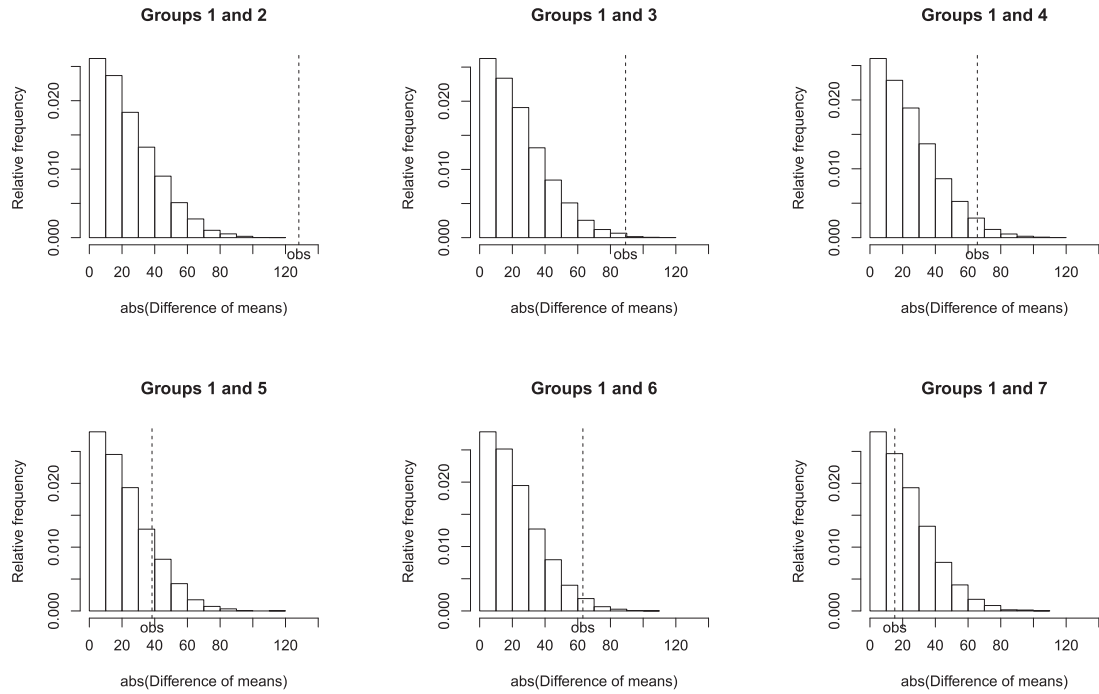 Groups 1 and 2
Relative frequency
0.000 0.010 0.020
obs
0 20 40 60 80 120
abs(Difference of means)
Groups 1 and 3
Relative frequency
0.000 0.010 0.020
obs
0 20 40 60 80 120
abs(Difference of means)
Groups 1 and 4
Relative frequency
0.000 0.010 0.020
obs
0 20 40 60 80 120
abs(Difference of means)
Groups 1 and 5
Relative frequency
0.000 0.010 0.020
obs
0 20 40 60 80 120
abs(Difference of means)
Groups 1 and 6
Relative frequency
0.000 0.010 0.020
obs
0 20 40 60 80 120
abs(Difference of means)
Groups 1 and 7
Relative frequency
0.000 0.010 0.020
obs
0 20 40 60 80 120
abs(Difference of means)